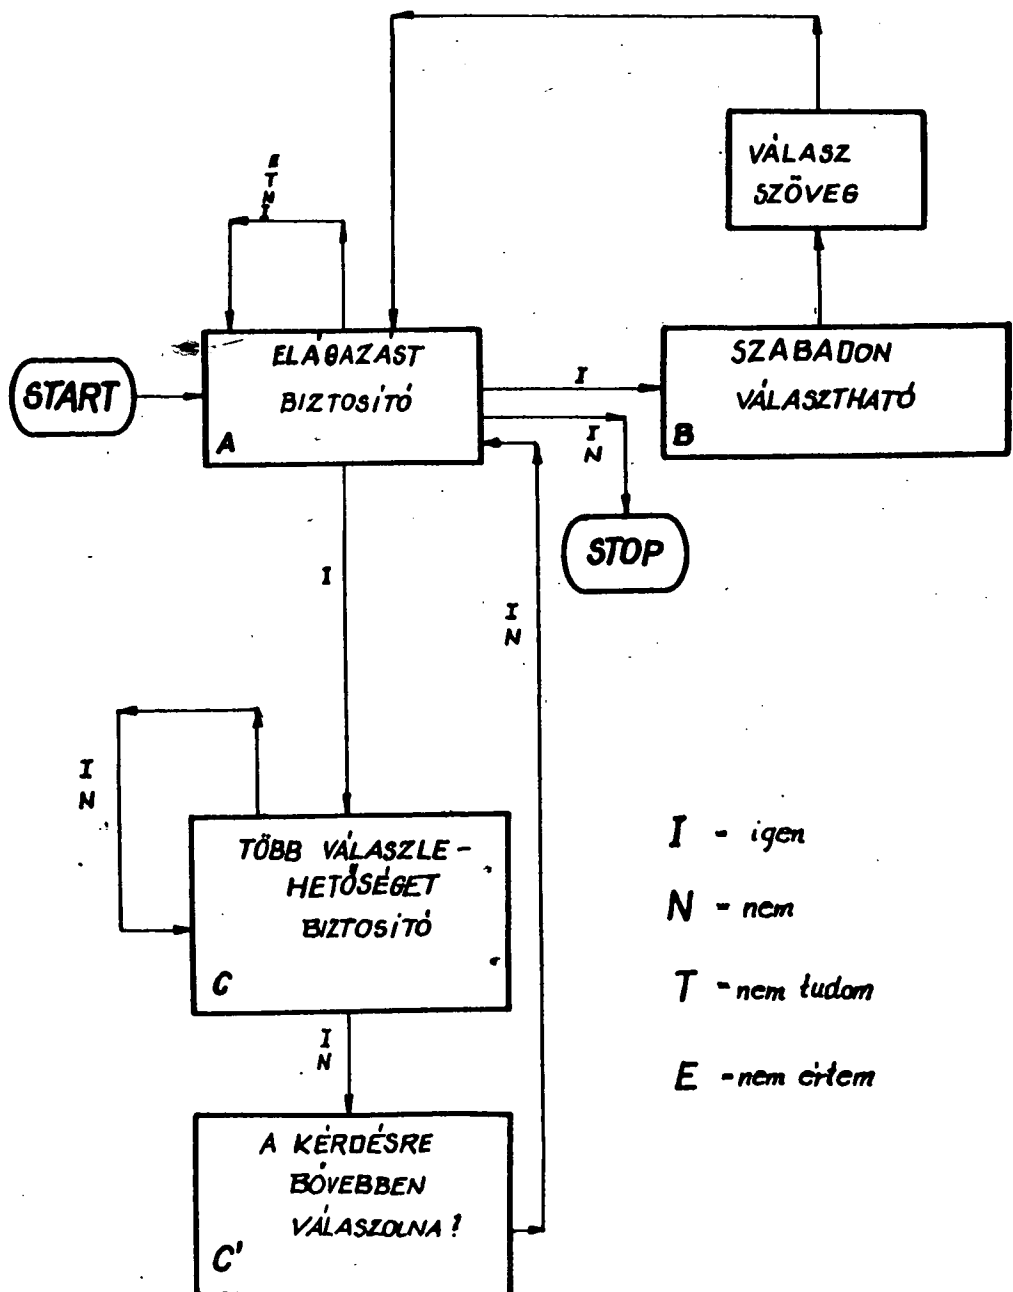 VÁLASZ
SZÖVEG
E
T
N
I
START
ELÁGAZAST
BIZTOSÍTÓ
A
I
SZABADON
VÁLASZTHATÓ
B
I
N
STOP
I
I
N
I
N
TÖBB VÁLASZLE-
HETŐSÉGET
BIZTOSÍTÓ
C
I
N
A KÉRDÉSRE
BŐVEBBEN
VÁLASZOLNA?
C'
I - igen
N - nem
T - nem tudom
E - nem értem